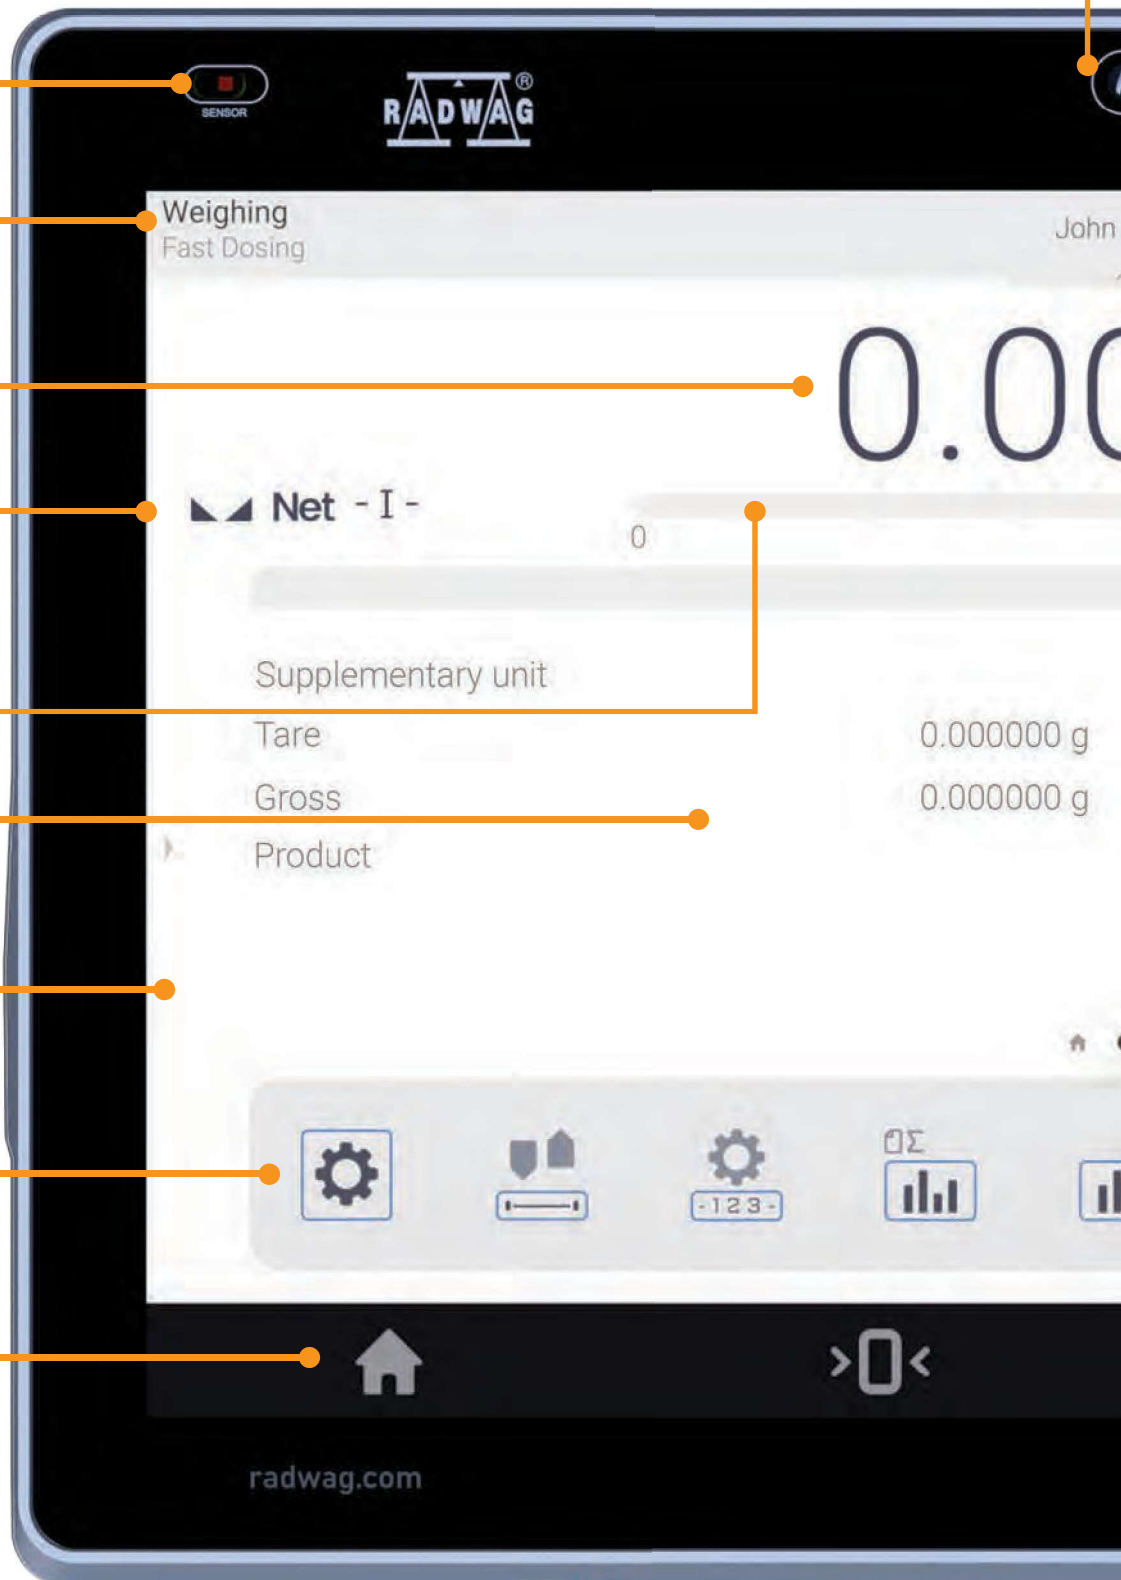 SENSOR
RADWAG®
Weighing
Fast Dosing
John
0.00
Net - I -
0
Supplementary unit
Tare 0.000000 g
Gross 0.000000 g
Product
Σ
-123-
>0<
radwag.com